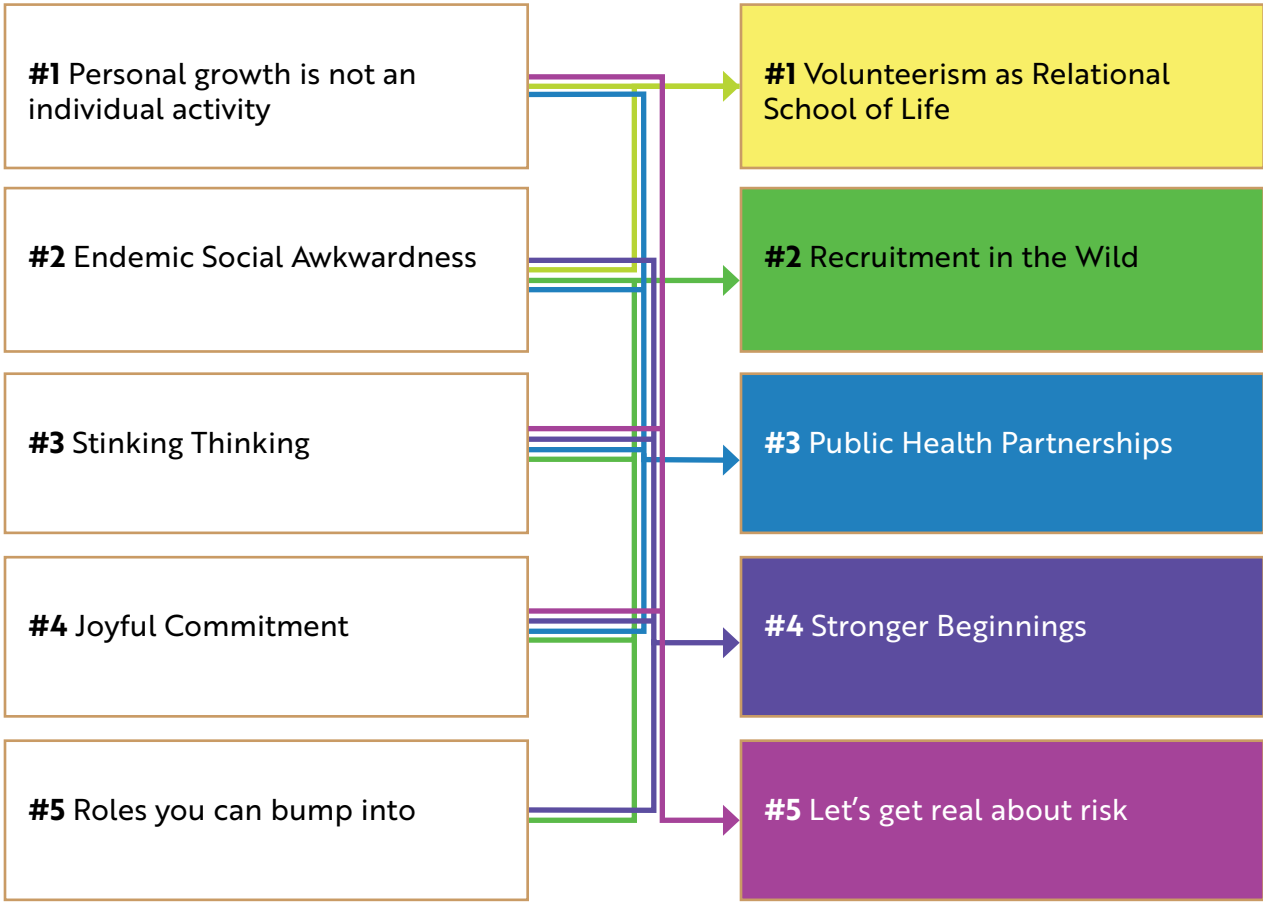 #1 Personal growth is not an
individual activity
#1 Volunteerism as Relational
School of Life
#2 Endemic Social Awkwardness
#2 Recruitment in the Wild
#3 Stinking Thinking
#3 Public Health Partnerships
#4 Joyful Commitment
#4 Stronger Beginnings
#5 Roles you can bump into
#5 Let’s get real about risk